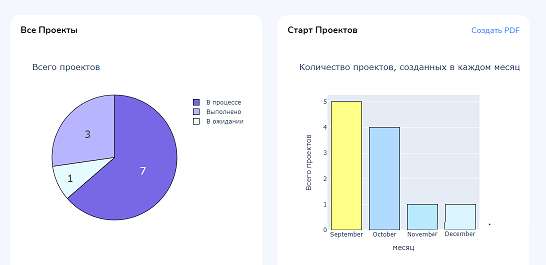 Все Проекты
Всего проектов
В процессе
Выполнено
В ожидании
3
1
7
Старт Проектов
Создать PDF
Количество проектов, созданных в каждом месяц
Всего проектов
5
4
3
2
1
0
September
October
November
December
месяц